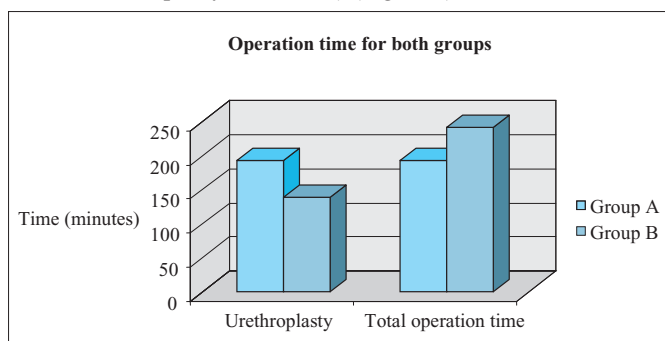 Operation time for both groups
250
200
150
100
50
0
Time (minutes)
Urethroplasty Total operation time
Group A
Group B